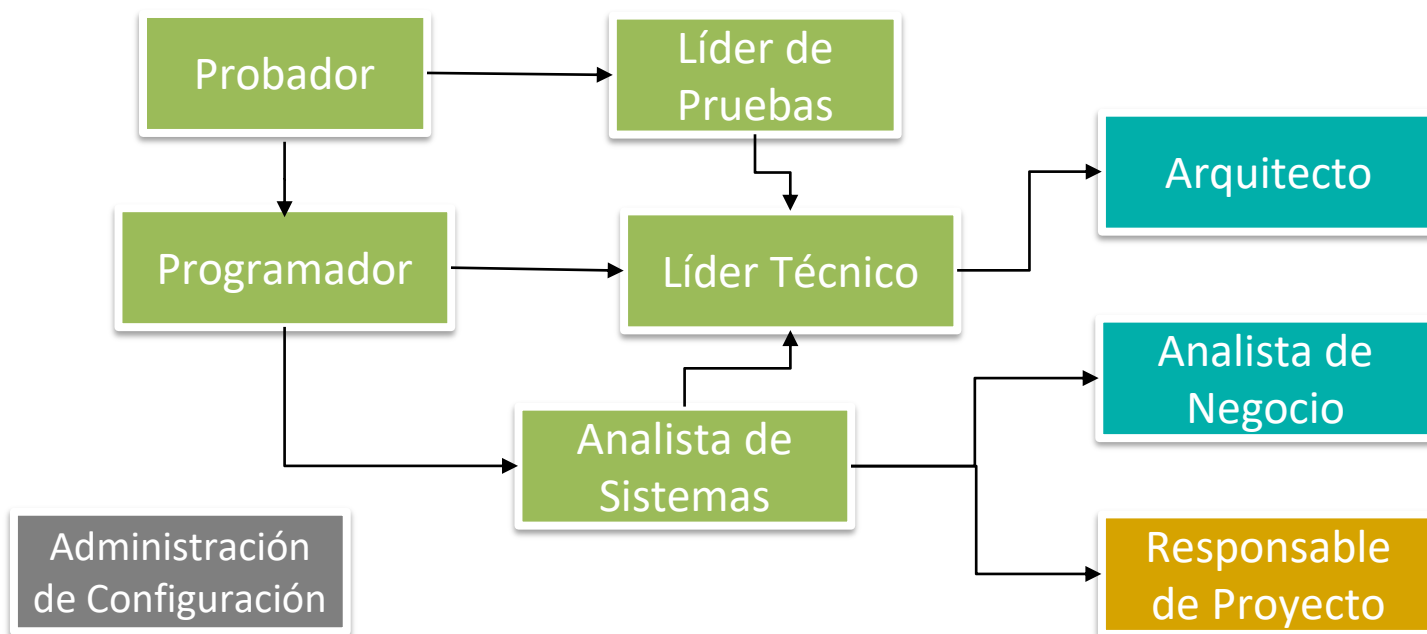 Probador
Líder de
Pruebas
Arquitecto
Programador
Líder Técnico
Analista de
Negocio
Analista de
Sistemas
Administración
de Configuración
Responsable
de Proyecto